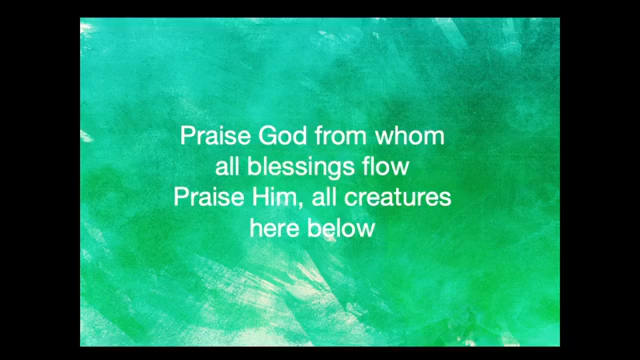 Praise God from whom
all blessings flow
Praise Him, all creatures
here below